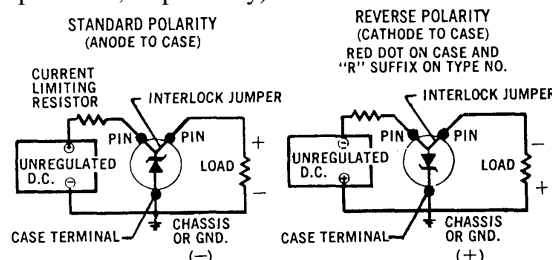 STANDARD POLARITY
(ANODE TO CASE)
CURRENT
LIMITING
RESISTOR
INTERLOCK JUMPER
PIN
PIN
+
UNREGULATED
D.C.
+
−
LOAD
−
CASE TERMINAL
CHASSIS
OR GND.
(−)
REVERSE POLARITY
(CATHODE TO CASE)
RED DOT ON CASE AND
"R" SUFFIX ON TYPE NO.
INTERLOCK JUMPER
PIN
PIN
−
−
UNREGULATED
D.C.
+
LOAD
+
CASE TERMINAL
CHASSIS
OR GND.
(+)